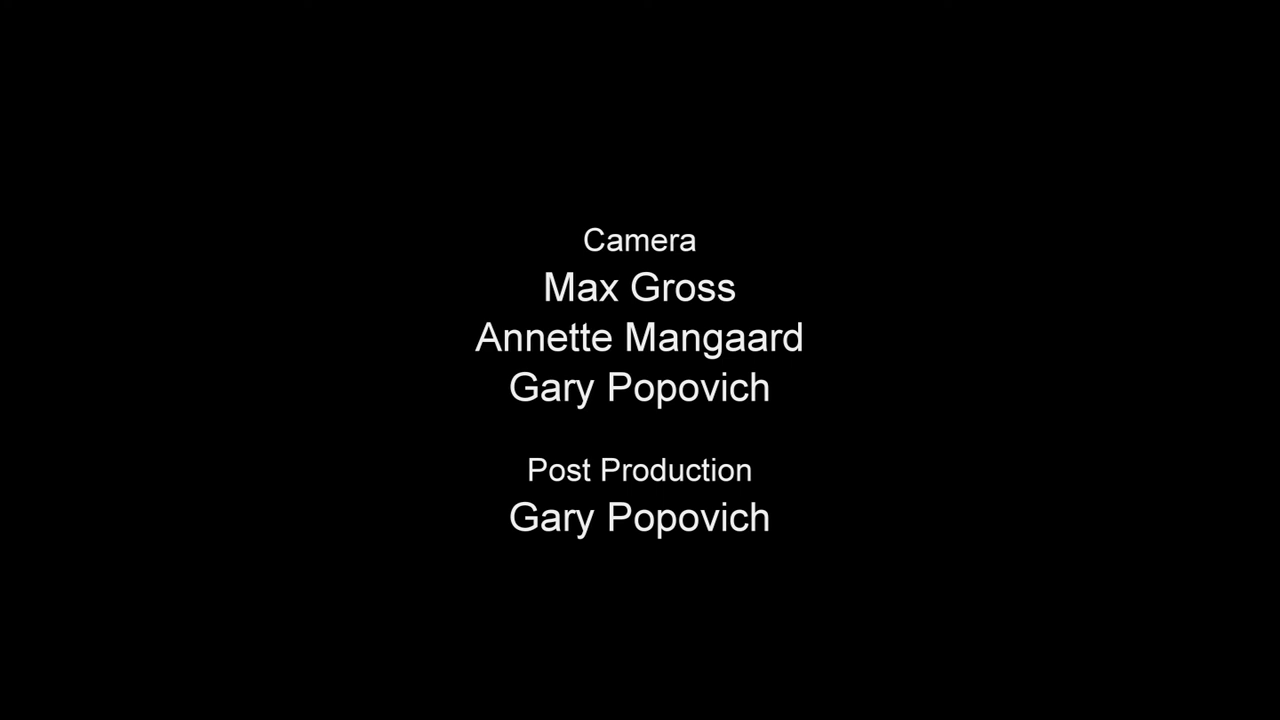 Camera
Max Gross
Annette Mangaard
Gary Popovich
Post Production
Gary Popovich